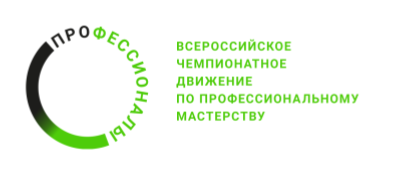 ПРОФЕССИОНАЛЫ
ВСЕРОССИЙСКОЕ
ЧЕМПИОНАТНОЕ
ДВИЖЕНИЕ
ПО ПРОФЕССИОНАЛЬНОМУ
МАСТЕРСТВУ